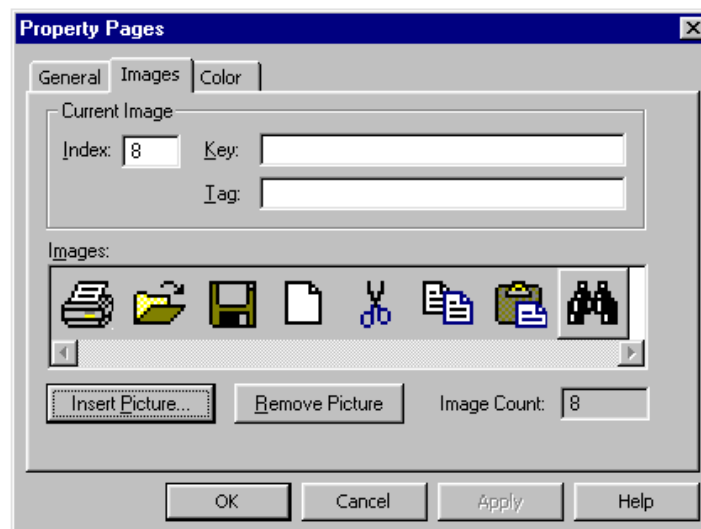 Property Pages
General Images Color
Current Image
Index: 8 Key:
Tag:
Images:
Insert Picture... Remove Picture Image Count: 8
OK Cancel Apply Help